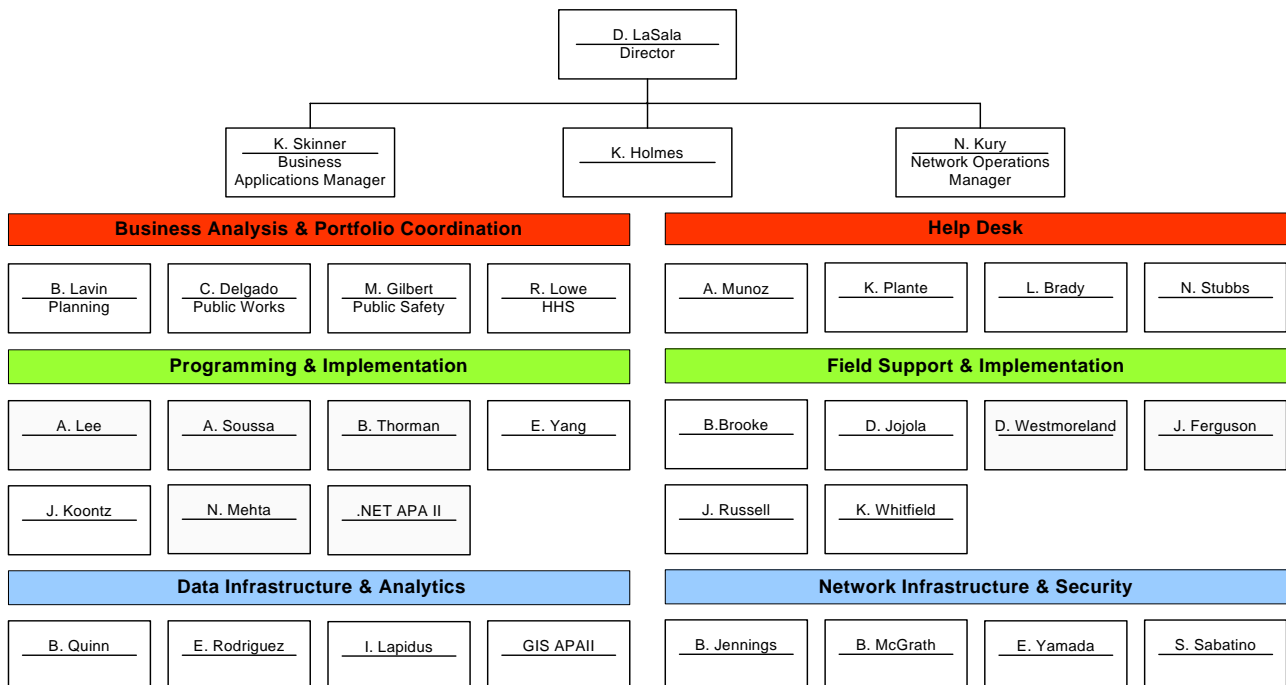 D. LaSala
Director
K. Skinner
Business
Applications Manager
K. Holmes
N. Kury
Network Operations
Manager
Business Analysis & Portfolio Coordination
B. Lavin
Planning
C. Delgado
Public Works
M. Gilbert
Public Safety
R. Lowe
HHS
Programming & Implementation
A. Lee
A. Soussa
B. Thorman
E. Yang
J. Koontz
N. Mehta
.NET APA II
Data Infrastructure & Analytics
B. Quinn
E. Rodriguez
I. Lapidus
GIS APAII
Help Desk
A. Munoz
K. Plante
L. Brady
N. Stubbs
Field Support & Implementation
B.Brooke
D. Jojola
D. Westmoreland
J. Ferguson
J. Russell
K. Whitfield
Network Infrastructure & Security
B. Jennings
B. McGrath
E. Yamada
S. Sabatino